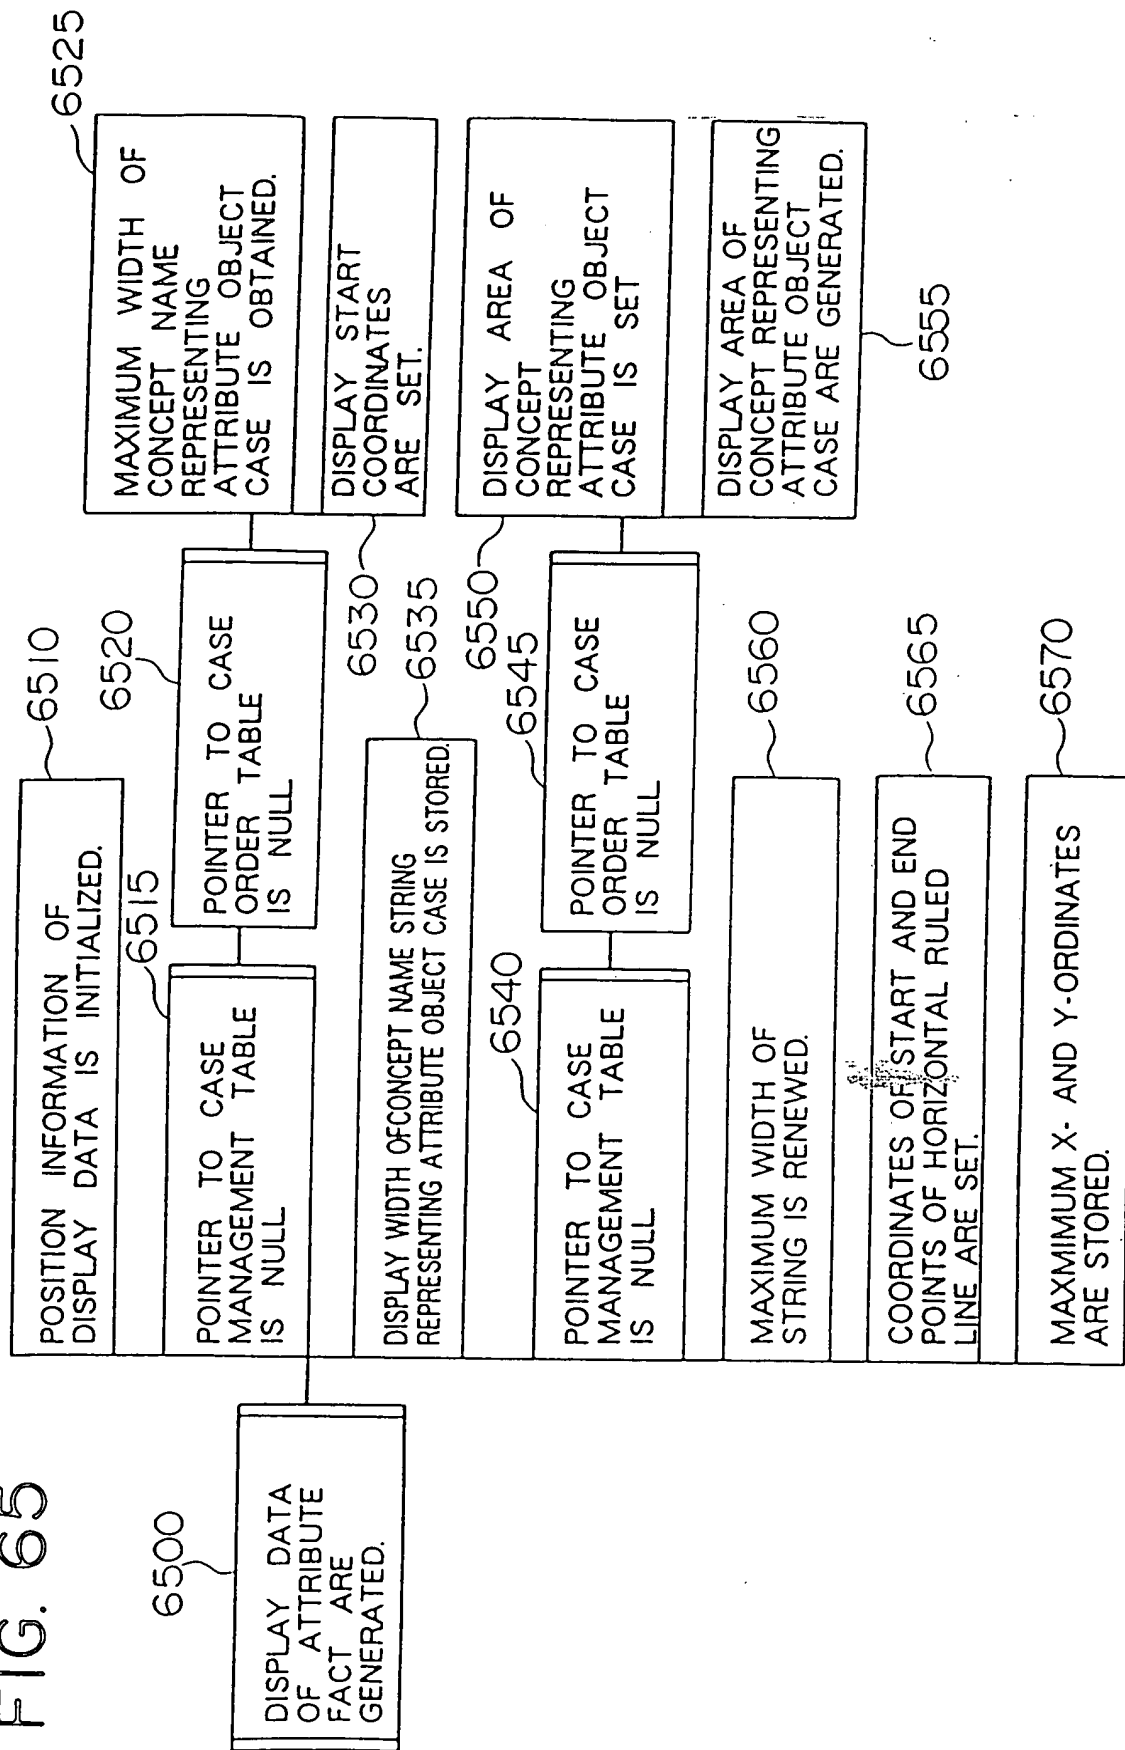 FIG. 65
6500
DISPLAY DATA
OF ATTRIBUTE
FACT ARE
GENERATED.
6510
POSITION INFORMATION OF
DISPLAY DATA IS INITIALIZED.
6515
POINTER TO CASE
MANAGEMENT TABLE
IS NULL
6520
POINTER TO CASE
ORDER TABLE
IS NULL
6525
MAXIMUM WIDTH OF
CONCEPT NAME
REPRESENTING
ATTRIBUTE OBJECT
CASE IS OBTAINED.
6530
DISPLAY START
COORDINATES
ARE SET.
6535
DISPLAY WIDTH OFCONCEPT NAME STRING
REPRESENTING ATTRIBUTE OBJECT CASE IS STORED.
6540
POINTER TO CASE
MANAGEMENT TABLE
IS NULL
6545
POINTER TO CASE
ORDER TABLE
IS NULL
6550
DISPLAY AREA OF
CONCEPT
REPRESENTING
ATTRIBUTE OBJECT
CASE IS SET
6555
DISPLAY AREA OF
CONCEPT REPRESENTING
ATTRIBUTE OBJECT
CASE ARE GENERATED.
6560
MAXIMUM WIDTH OF
STRING IS RENEWED.
6565
COORDINATES OF START AND END
POINTS OF HORIZONTAL RULED
LINE ARE SET.
6570
MAXMIMUM X- AND Y-ORDINATES
ARE STORED.